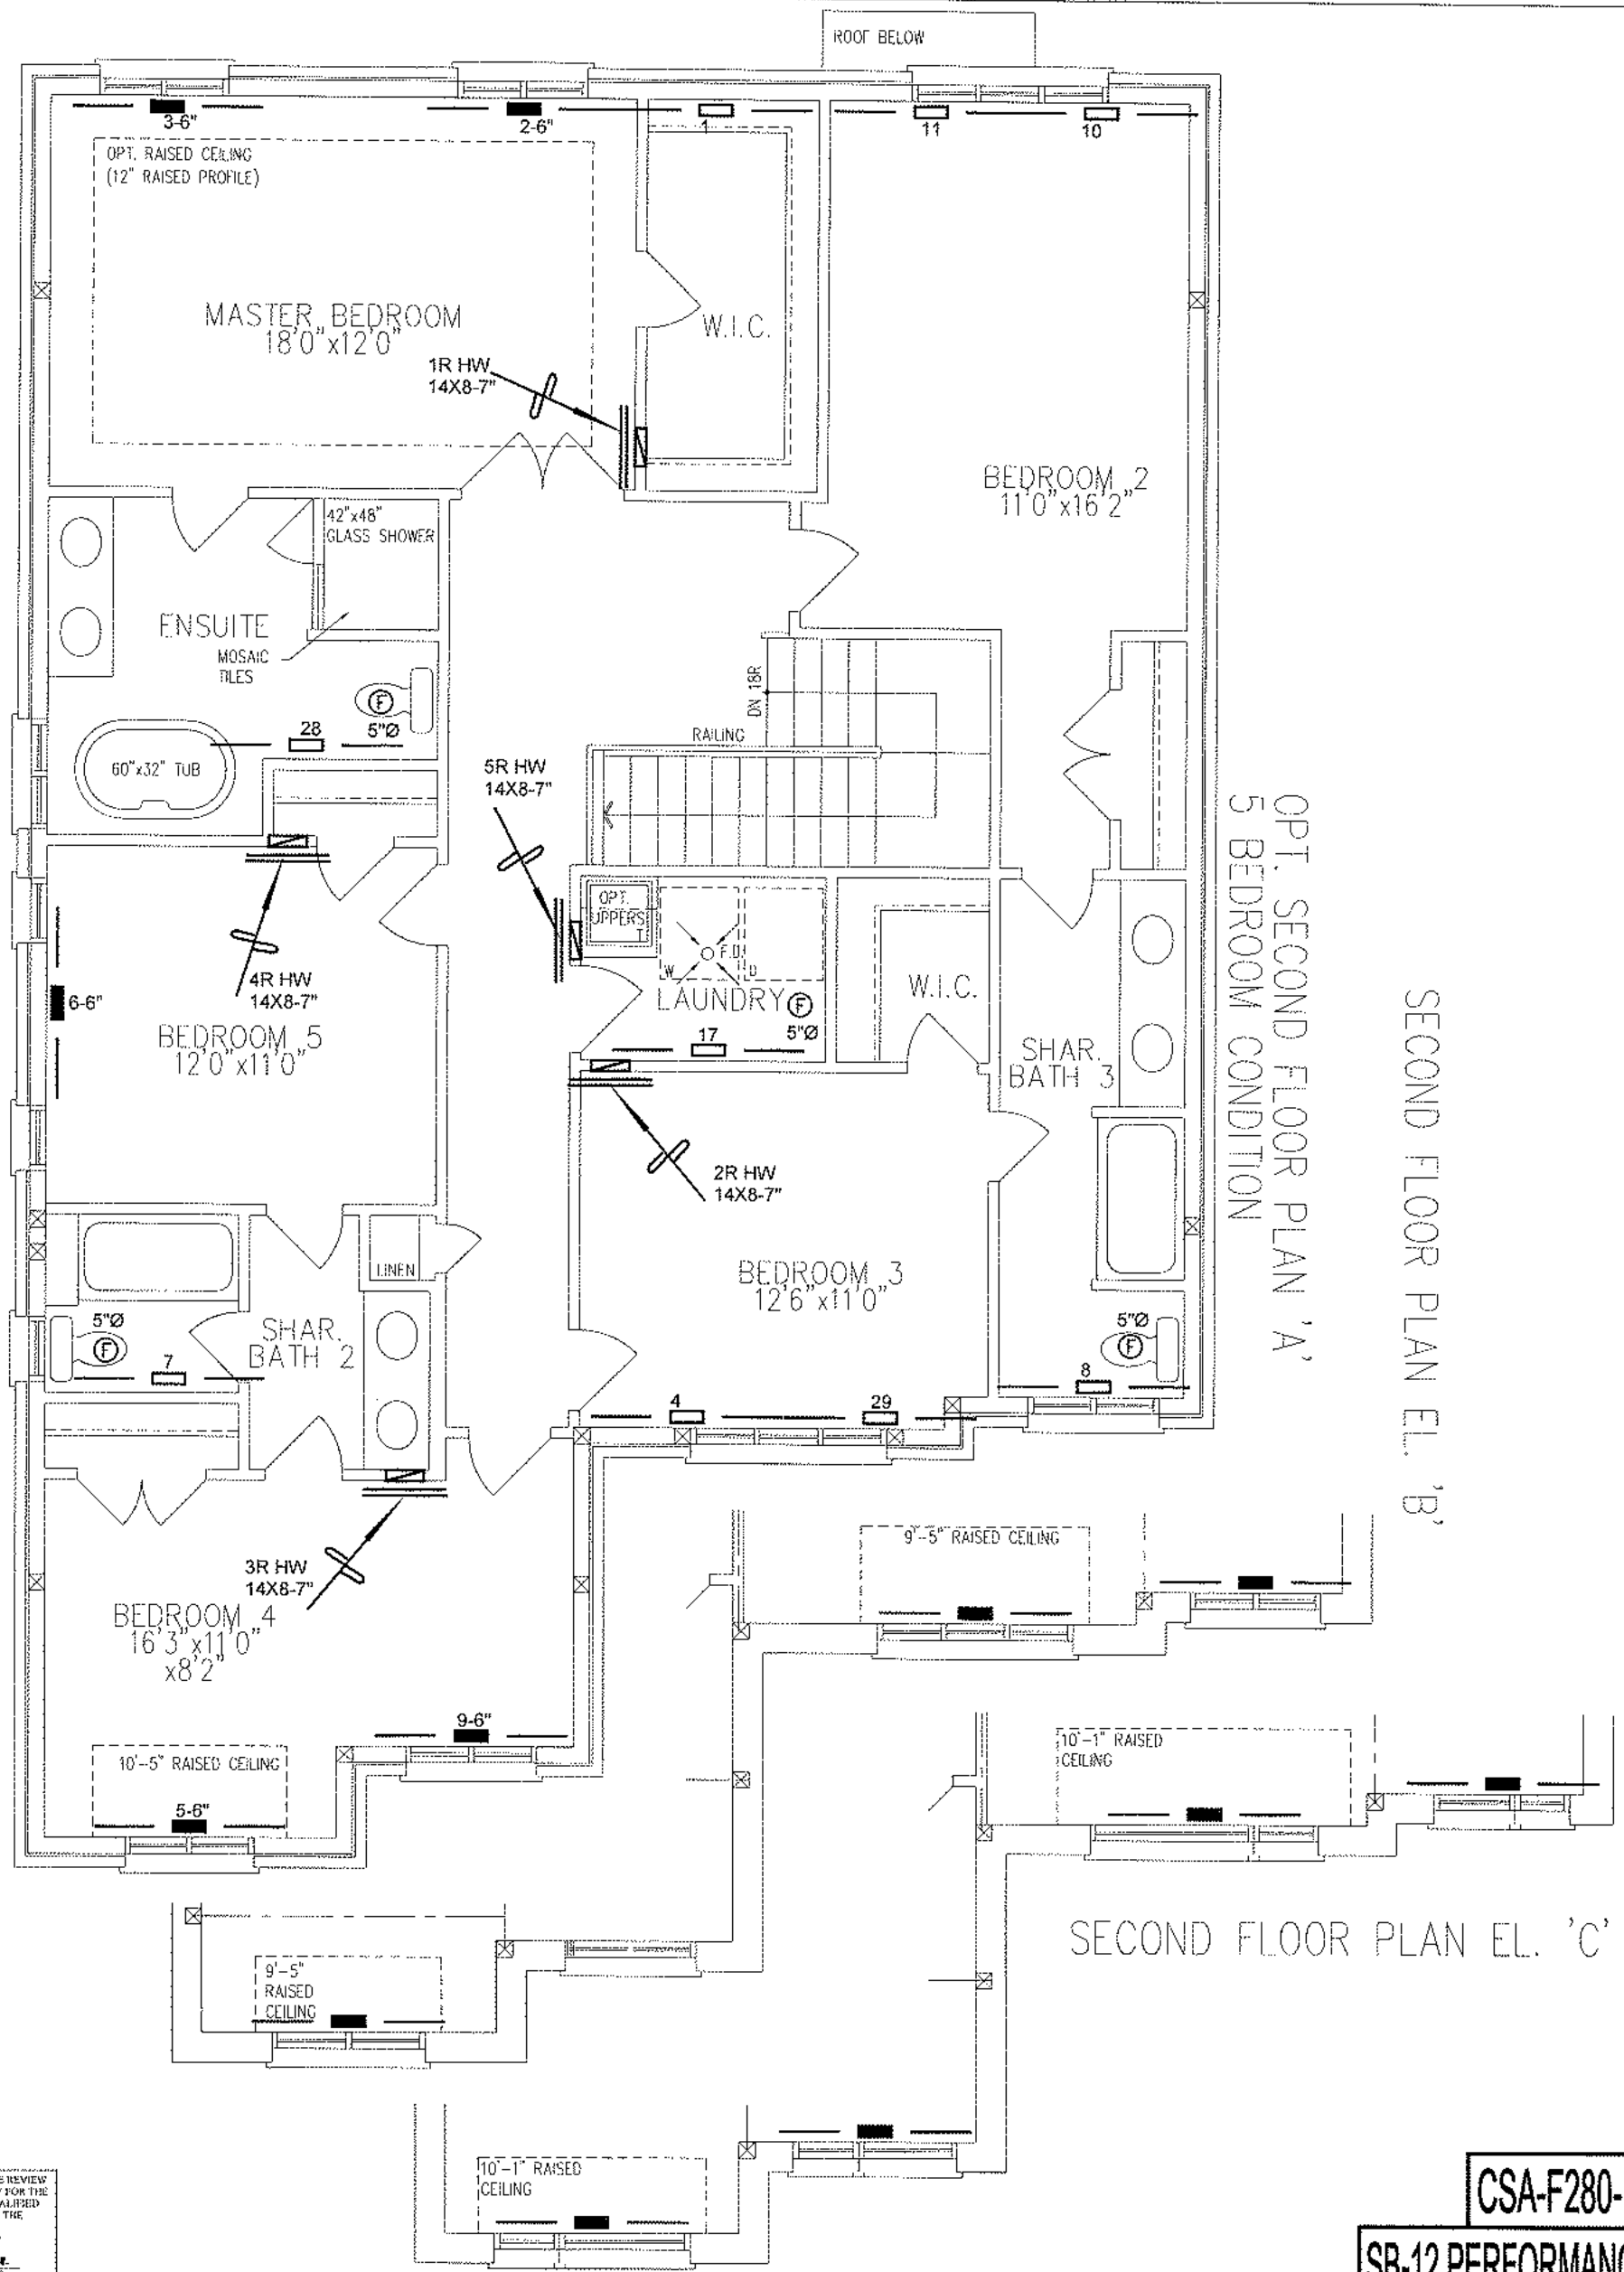 ROOF BELOW
3-6"
2-6"
1
11
10
OPT. RAISED CEILING
(12" RAISED PROFILE)
MASTER BEDROOM
18'0"x12'0"
W.I.C.
1R HW
14X8-7"
BEDROOM 2
11'0"x16'2"
42"x48"
GLASS SHOWER
ENSUITE
MOSAIC
TILES
F
5"Ø
28
60"x32" TUB
DN 18R
RAILING
5R HW
14X8-7"
OPT.
UPPERS
T
F.D.
W
D
LAUNDRY
F
5"Ø
17
W.I.C.
4R HW
14X8-7"
6-6"
BEDROOM 5
12'0"x11'0"
SHAR.
BATH 3
2R HW
14X8-7"
BEDROOM 3
12'6"x11'0"
LINEN
5"Ø
F
7
SHAR.
BATH 2
5"Ø
F
8
4
29
OPT. SECOND FLOOR PLAN 'A'
5 BEDROOM CONDITION
SECOND FLOOR PLAN EL. 'B'
3R HW
14X8-7"
BEDROOM 4
16'3"x11'0"
x8'2"
9-6"
10'-5" RAISED CEILING
5-6"
9'-5" RAISED CEILING
10'-1" RAISED
CEILING
SECOND FLOOR PLAN EL. 'C'
9'-5"
RAISED
CEILING
10'-1" RAISED
CEILING
REVIEW
FOR THE
THE
CSA-F280-
SB-12 PERFORMANC